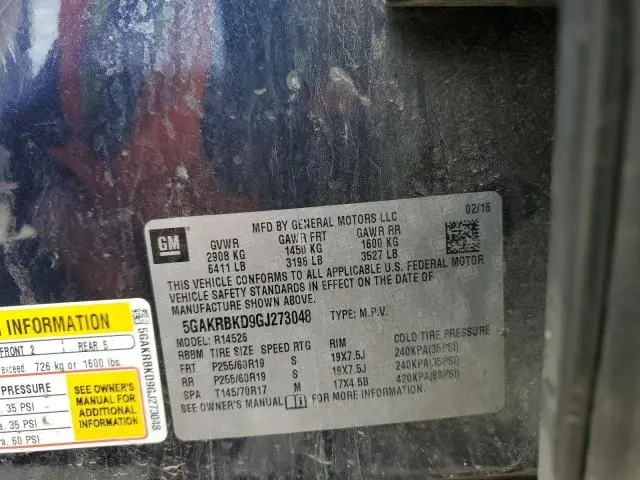 GM
MFD BY GENERAL MOTORS LLC 02/16
GVWR GAWR FRT GAWR RR
2908 KG 1450 KG 1600 KG
6411 LB 3196 LB 3527 LB
THIS VEHICLE CONFORMS TO ALL APPLICABLE U.S. FEDERAL MOTOR
VEHICLE SAFETY STANDARDS IN EFFECT ON THE DATE OF
MANUFACTURE SHOWN ABOVE.
5GAKRBKD9GJ273048 TYPE: M.P.V.
MODEL: R14526
RBBM TIRE SIZE SPEED RTG RIM COLD TIRE PRESSURE
FRT P255/60R19 S 19X7.5J 240KPA(35PSI)
RR P255/60R19 S 19X7.5J 240KPA(35PSI)
SPA T145/70R17 M 17X4.5B 420KPA(60PSI)
SEE OWNER'S MANUAL FOR MORE INFORMATION.
INFORMATION
FRONT 2 REAR 5
exceed 726 kg or 1600 lbs.
PRESSURE
35 PSI
35 PSI
60 PSI
SEE OWNER'S
MANUAL FOR
ADDITIONAL
INFORMATION
5GAKRBKD9GJ273048